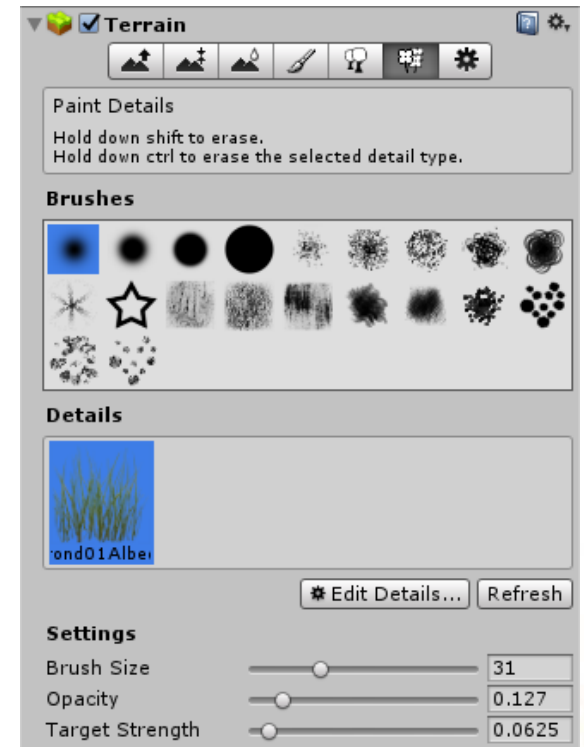 Terrain
Paint Details
Hold down shift to erase.
Hold down ctrl to erase the selected detail type.
Brushes
Details
rond01Albe
Edit Details... Refresh
Settings
Brush Size 31
Opacity 0.127
Target Strength 0.0625